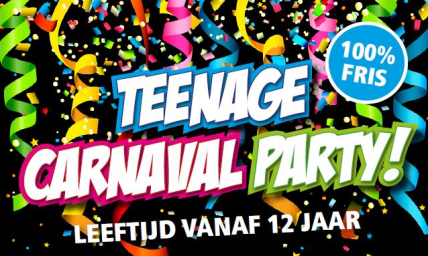 100%
FRIS
TEENAGE
CARNAVAL PARTY!
LEEFTIJD VANAF 12 JAAR